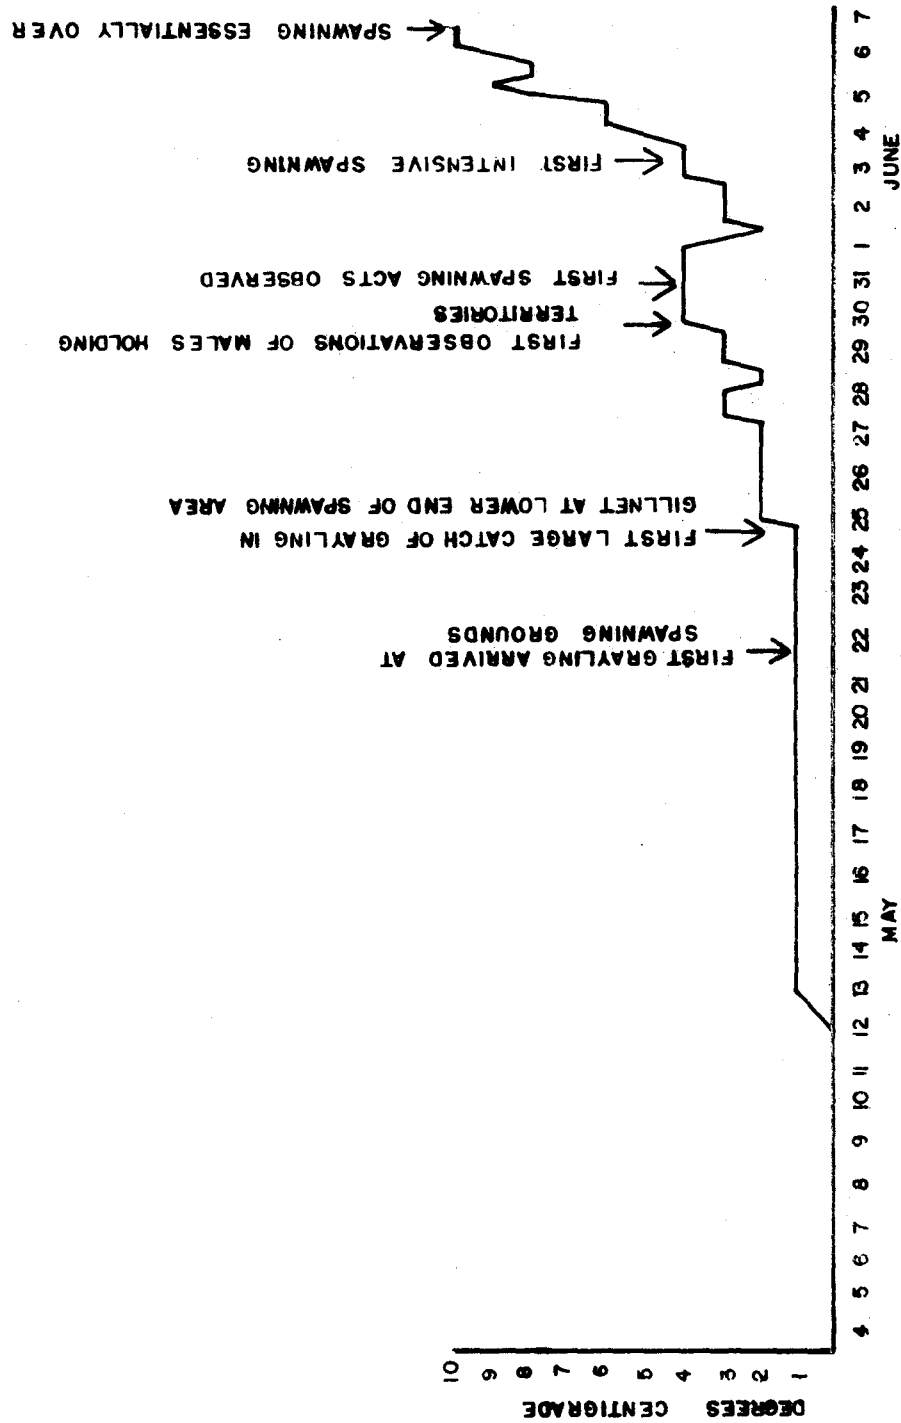 SPAWNING ESSENTIALLY OVER
FIRST INTENSIVE SPAWNING
FIRST SPAWNING ACTS OBSERVED
FIRST OBSERVATIONS OF MALES HOLDING
TERRITORIES
FIRST LARGE CATCH OF GRAYLING IN
GILLNET AT LOWER END OF SPAWNING AREA
FIRST GRAYLING ARRIVED AT
SPAWNING GROUNDS
DEGREES CENTIGRADE
10 9 8 7 6 5 4 3 2 1
4 5 6 7 8 9 10 11 12 13 14 15 16 17 18 19 20 21 22 23 24 25 26 27 28 29 30 31 1 2 3 4 5 6 7
MAY JUNE